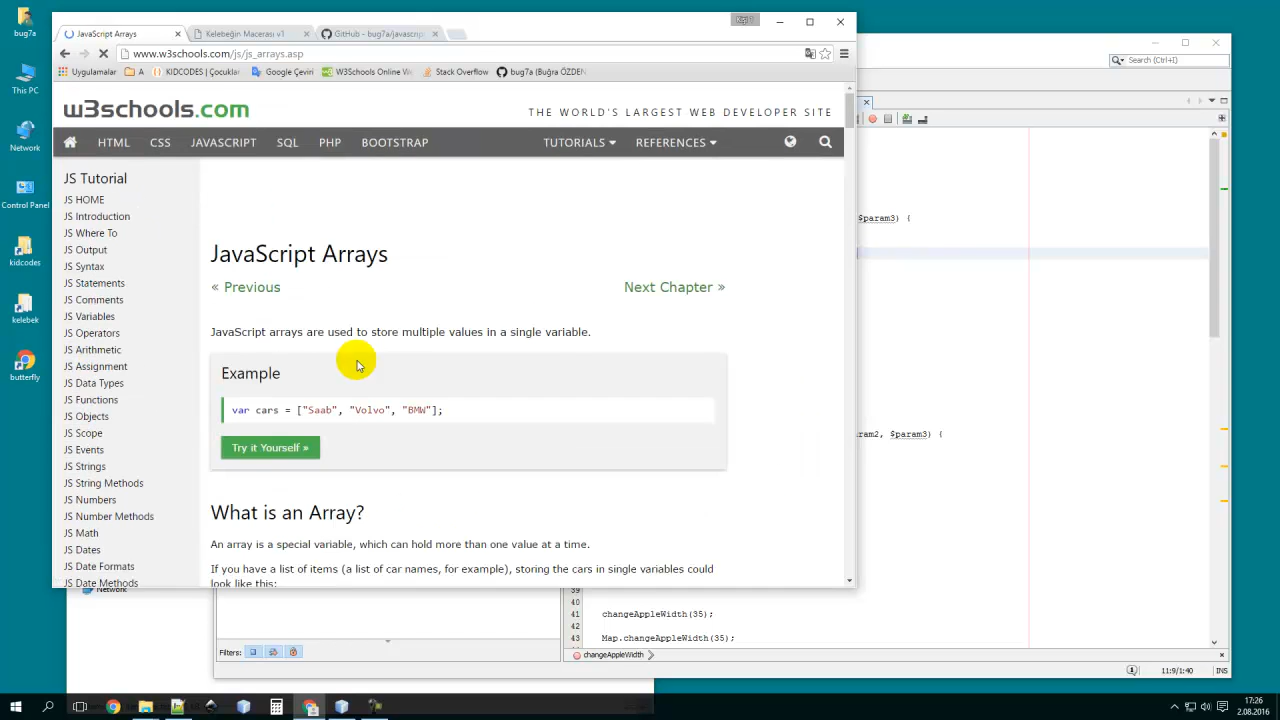 bug7a
This PC
Network
Control Panel
kidcodes
kelebek
butterfly
JavaScript Arrays
Kelebeğin Macerası v1
GitHub - bug7a/javascrip
www.w3schools.com/js/js_arrays.asp
Uygulamalar
A
KIDCODES | Çocuklar
Google Çeviri
W3Schools Online We
Stack Overflow
bug7a (Buğra ÖZDEN
w3schools.com
THE WORLD'S LARGEST WEB DEVELOPER SITE
HTML
CSS
JAVASCRIPT
SQL
PHP
BOOTSTRAP
TUTORIALS
REFERENCES
JS Tutorial
JS HOME
JS Introduction
JS Where To
JS Output
JS Syntax
JS Statements
JS Comments
JS Variables
JS Operators
JS Arithmetic
JS Assignment
JS Data Types
JS Functions
JS Objects
JS Scope
JS Events
JS Strings
JS String Methods
JS Numbers
JS Number Methods
JS Math
JS Dates
JS Date Formats
JS Date Methods
JavaScript Arrays
« Previous
Next Chapter »
JavaScript arrays are used to store multiple values in a single variable.
Example
var cars = ["Saab", "Volvo", "BMW"];
Try it Yourself »
What is an Array?
An array is a special variable, which can hold more than one value at a time.
If you have a list of items (a list of car names, for example), storing the cars in single variables could
look like this:
Search (Ctrl+I)
$param3) {
ram2, $param3) {
Network
39
40
41 changeAppleWidth(35);
42
43 Map.changeAppleWidth(35);
Filters:
changeAppleWidth
11:9/1:40
INS
17:26
2.08.2016